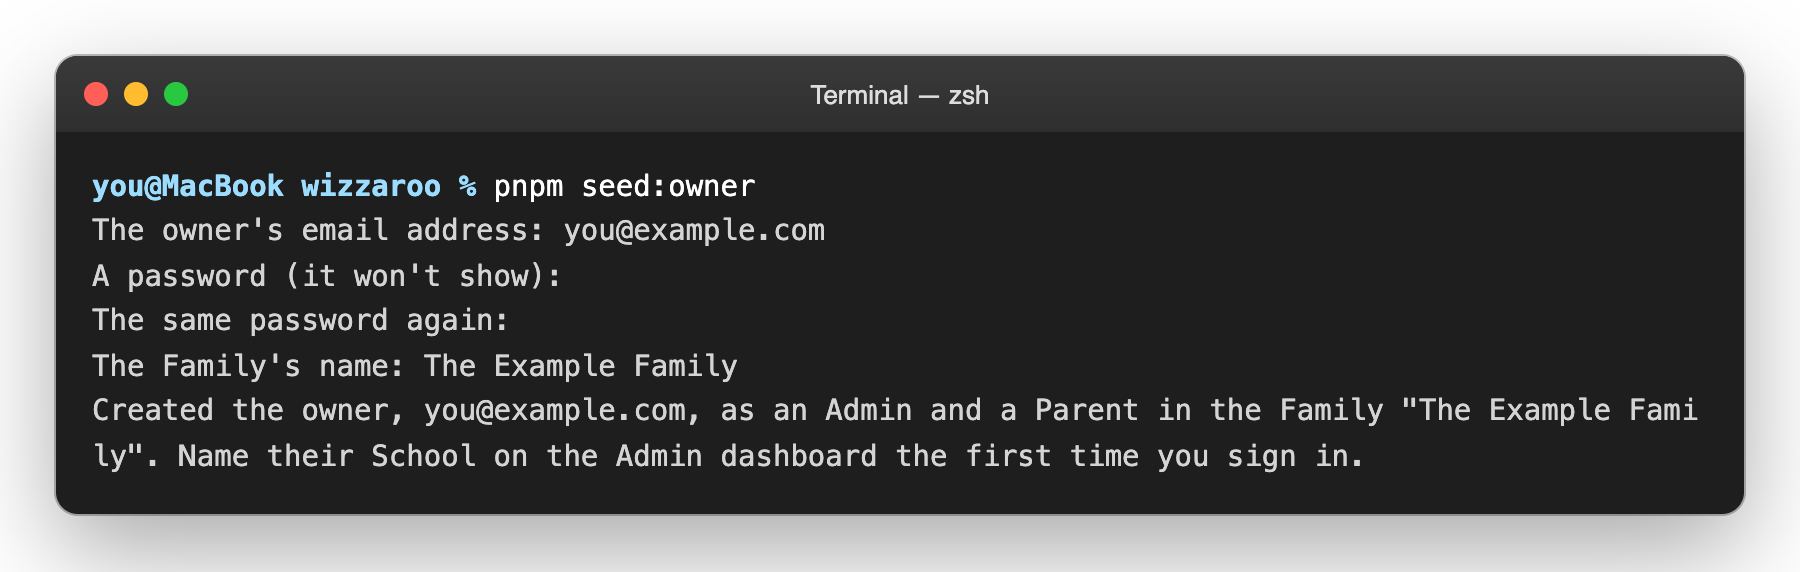 Terminal — zsh
you@MacBook wizzaroo % pnpm seed:owner
The owner's email address: you@example.com
A password (it won't show):
The same password again:
The Family's name: The Example Family
Created the owner, you@example.com, as an Admin and a Parent in the Family "The Example Fami
ly". Name their School on the Admin dashboard the first time you sign in.